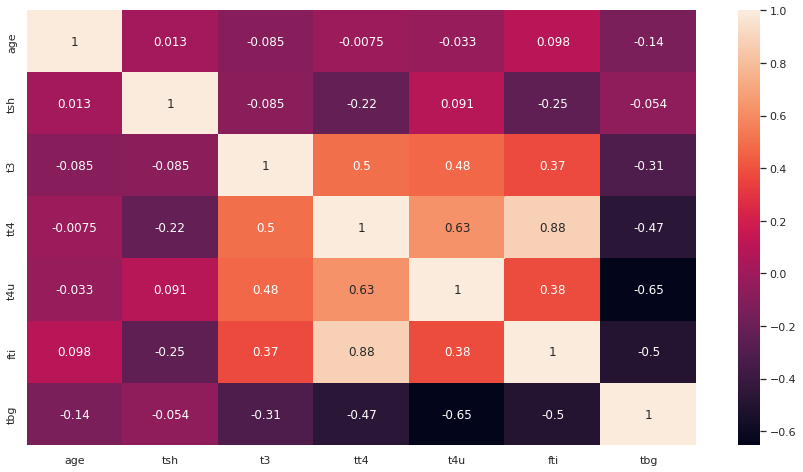 age 1 0.013 -0.085 -0.0075 -0.033 0.098 -0.14
tsh 0.013 1 -0.085 -0.22 0.091 -0.25 -0.054
t3 -0.085 -0.085 1 0.5 0.48 0.37 -0.31
tt4 -0.0075 -0.22 0.5 1 0.63 0.88 -0.47
t4u -0.033 0.091 0.48 0.63 1 0.38 -0.65
fti 0.098 -0.25 0.37 0.88 0.38 1 -0.5
tbg -0.14 -0.054 -0.31 -0.47 -0.65 -0.5 1
age tsh t3 tt4 t4u fti tbg
1.0
0.8
0.6
0.4
0.2
0.0
−0.2
−0.4
−0.6